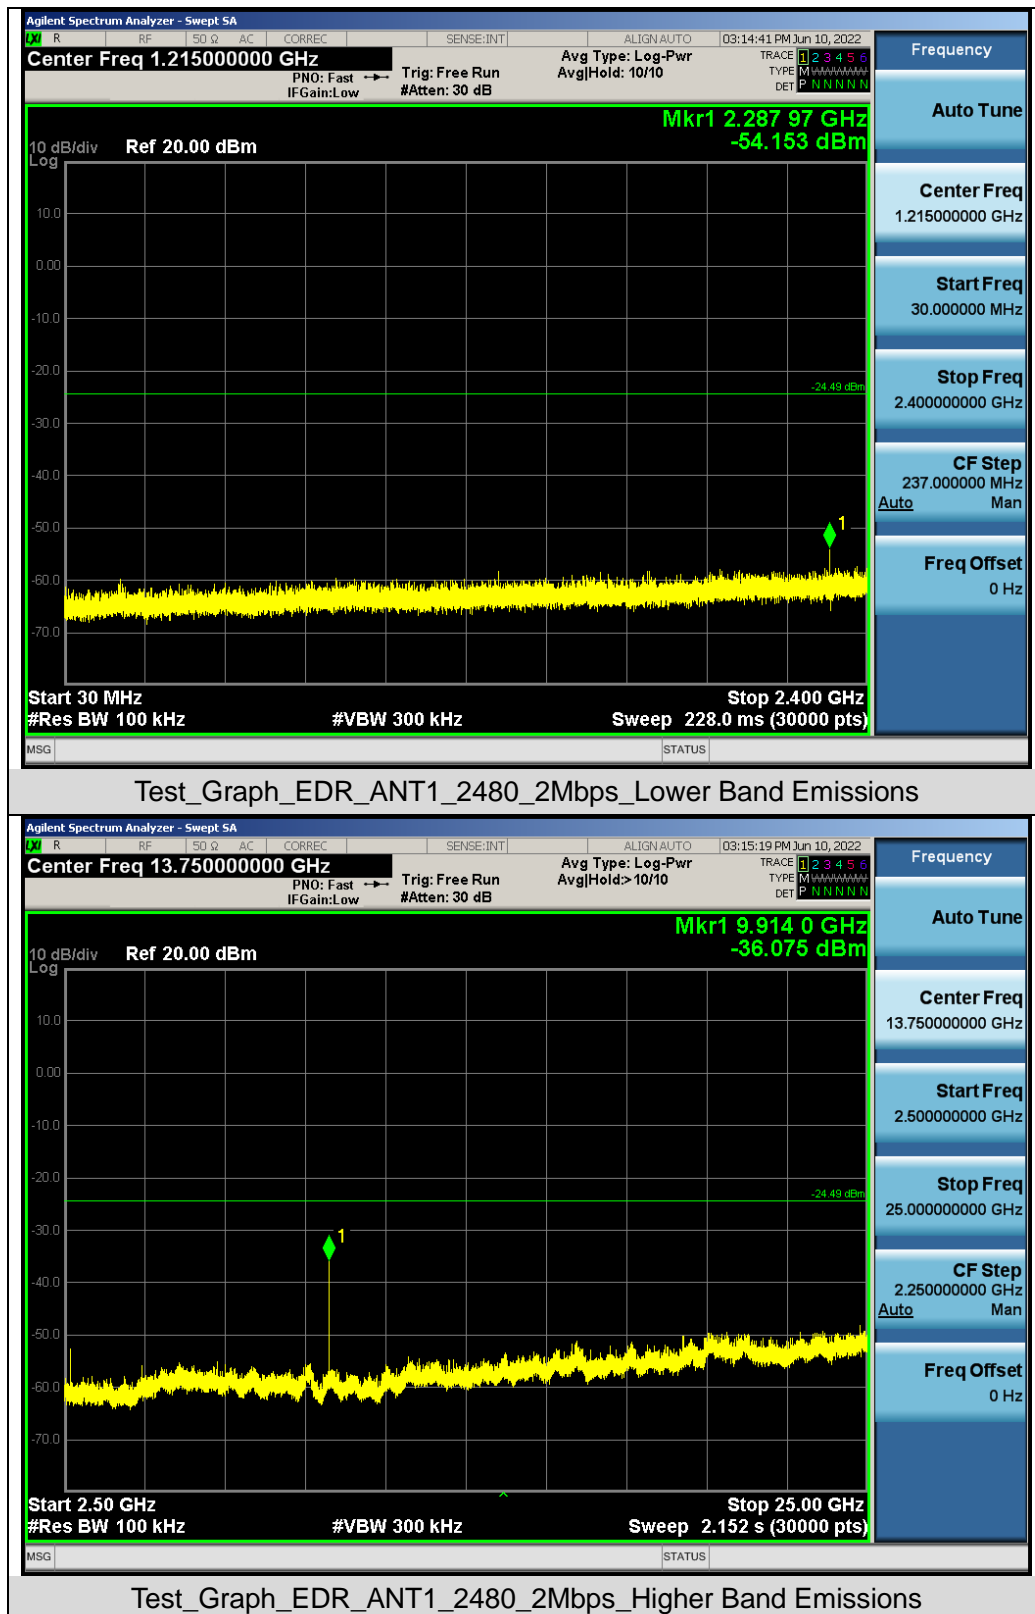 Agilent Spectrum Analyzer - Swept SA
LXI R RF 50 Ω AC CORREC SENSE:INT ALIGN AUTO 03:14:41 PM Jun 10, 2022
Center Freq 1.215000000 GHz
PNO: Fast
IFGain:Low
Trig: Free Run
#Atten: 30 dB
Avg Type: Log-Pwr
Avg|Hold: 10/10
TRACE 1 2 3 4 5 6
TYPE M WWWWW
DET P N N N N N
Mkr1 2.287 97 GHz
-54.153 dBm
10 dB/div Ref 20.00 dBm
Log
10.0
0.00
-10.0
-20.0
-24.49 dBm
-30.0
-40.0
-50.0
1
-60.0
-70.0
Start 30 MHz Stop 2.400 GHz
#Res BW 100 kHz #VBW 300 kHz Sweep 228.0 ms (30000 pts)
MSG STATUS
Frequency
Auto Tune
Center Freq
1.215000000 GHz
Start Freq
30.000000 MHz
Stop Freq
2.400000000 GHz
CF Step
237.000000 MHz
Auto Man
Freq Offset
0 Hz
Test_Graph_EDR_ANT1_2480_2Mbps_Lower Band Emissions
Agilent Spectrum Analyzer - Swept SA
LXI R RF 50 Ω AC CORREC SENSE:INT ALIGN AUTO 03:15:19 PM Jun 10, 2022
Center Freq 13.750000000 GHz
PNO: Fast
IFGain:Low
Trig: Free Run
#Atten: 30 dB
Avg Type: Log-Pwr
Avg|Hold:> 10/10
TRACE 1 2 3 4 5 6
TYPE M WWWWW
DET P N N N N N
Mkr1 9.914 0 GHz
-36.075 dBm
10 dB/div Ref 20.00 dBm
Log
10.0
0.00
-10.0
-20.0
-24.49 dBm
-30.0
1
-40.0
-50.0
-60.0
-70.0
Start 2.50 GHz Stop 25.00 GHz
#Res BW 100 kHz #VBW 300 kHz Sweep 2.152 s (30000 pts)
MSG STATUS
Frequency
Auto Tune
Center Freq
13.750000000 GHz
Start Freq
2.500000000 GHz
Stop Freq
25.000000000 GHz
CF Step
2.250000000 GHz
Auto Man
Freq Offset
0 Hz
Test_Graph_EDR_ANT1_2480_2Mbps_Higher Band Emissions